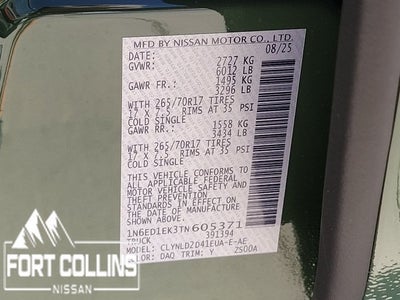 MFD BY NISSAN MOTOR CO., LTD.
DATE: 08/25
GVWR: 2727 KG
6012 LB
GAWR FR: 1495 KG
3296 LB
WITH 265/70R17 TIRES
17 X 7.5 RIMS AT 35 PSI
COLD SINGLE
GAWR RR: 1558 KG
3434 LB
WITH 265/70R17 TIRES
17 X 7.5 RIMS AT 35 PSI
COLD SINGLE
THIS VEHICLE CONFORMS TO
ALL APPLICABLE FEDERAL
MOTOR VEHICLE SAFETY AND
THEFT PREVENTION
STANDARDS IN EFFECT ON
THE DATE OF MANUFACTURE
SHOWN ABOVE.
1N6ED1EK3TN605371
TRUCK 391394
MODEL: CLYNLD2D41EUA-E-AE
COLOR: DAQ TRIM: Y Z500A
FORT COLLINS
NISSAN